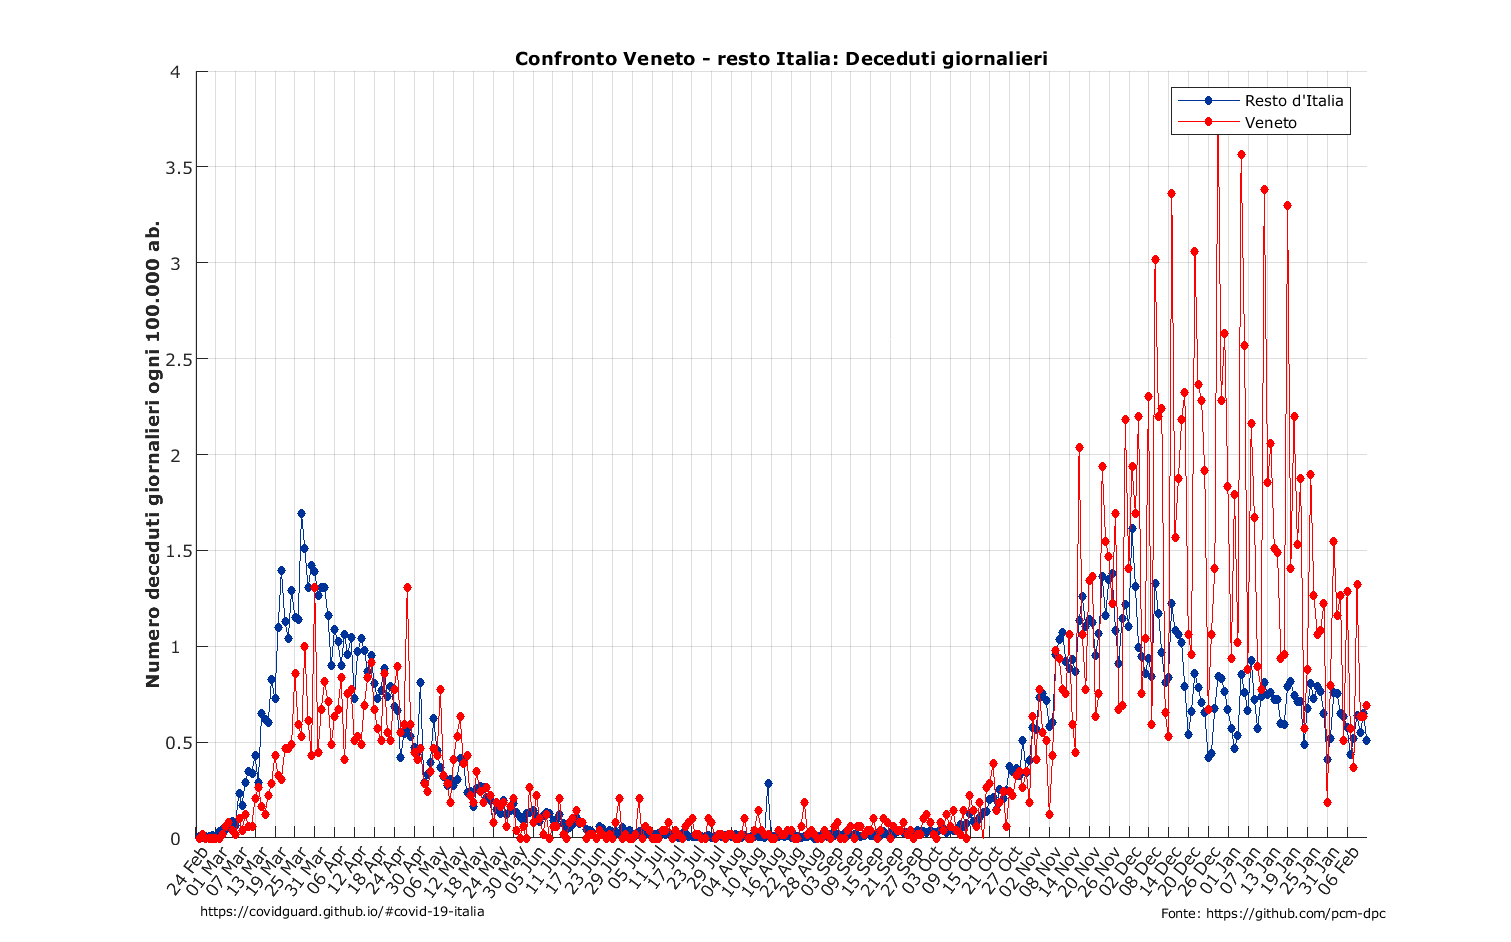 Confronto Veneto - resto Italia: Deceduti giornalieri
Resto d'Italia
Veneto
Numero deceduti giornalieri ogni 100.000 ab.
4
3.5
3
2.5
2
1.5
1
0.5
0
24 Feb
01 Mar
07 Mar
13 Mar
19 Mar
25 Mar
31 Mar
06 Apr
12 Apr
18 Apr
24 Apr
30 Apr
06 May
12 May
18 May
24 May
30 May
05 Jun
11 Jun
17 Jun
23 Jun
29 Jun
05 Jul
11 Jul
17 Jul
23 Jul
29 Jul
04 Aug
10 Aug
16 Aug
22 Aug
28 Aug
03 Sep
09 Sep
15 Sep
21 Sep
27 Sep
03 Oct
09 Oct
15 Oct
21 Oct
27 Oct
02 Nov
08 Nov
14 Nov
20 Nov
26 Nov
02 Dec
08 Dec
14 Dec
20 Dec
26 Dec
01 Jan
07 Jan
13 Jan
19 Jan
25 Jan
31 Jan
06 Feb
https://covidguard.github.io/#covid-19-italia
Fonte: https://github.com/pcm-dpc